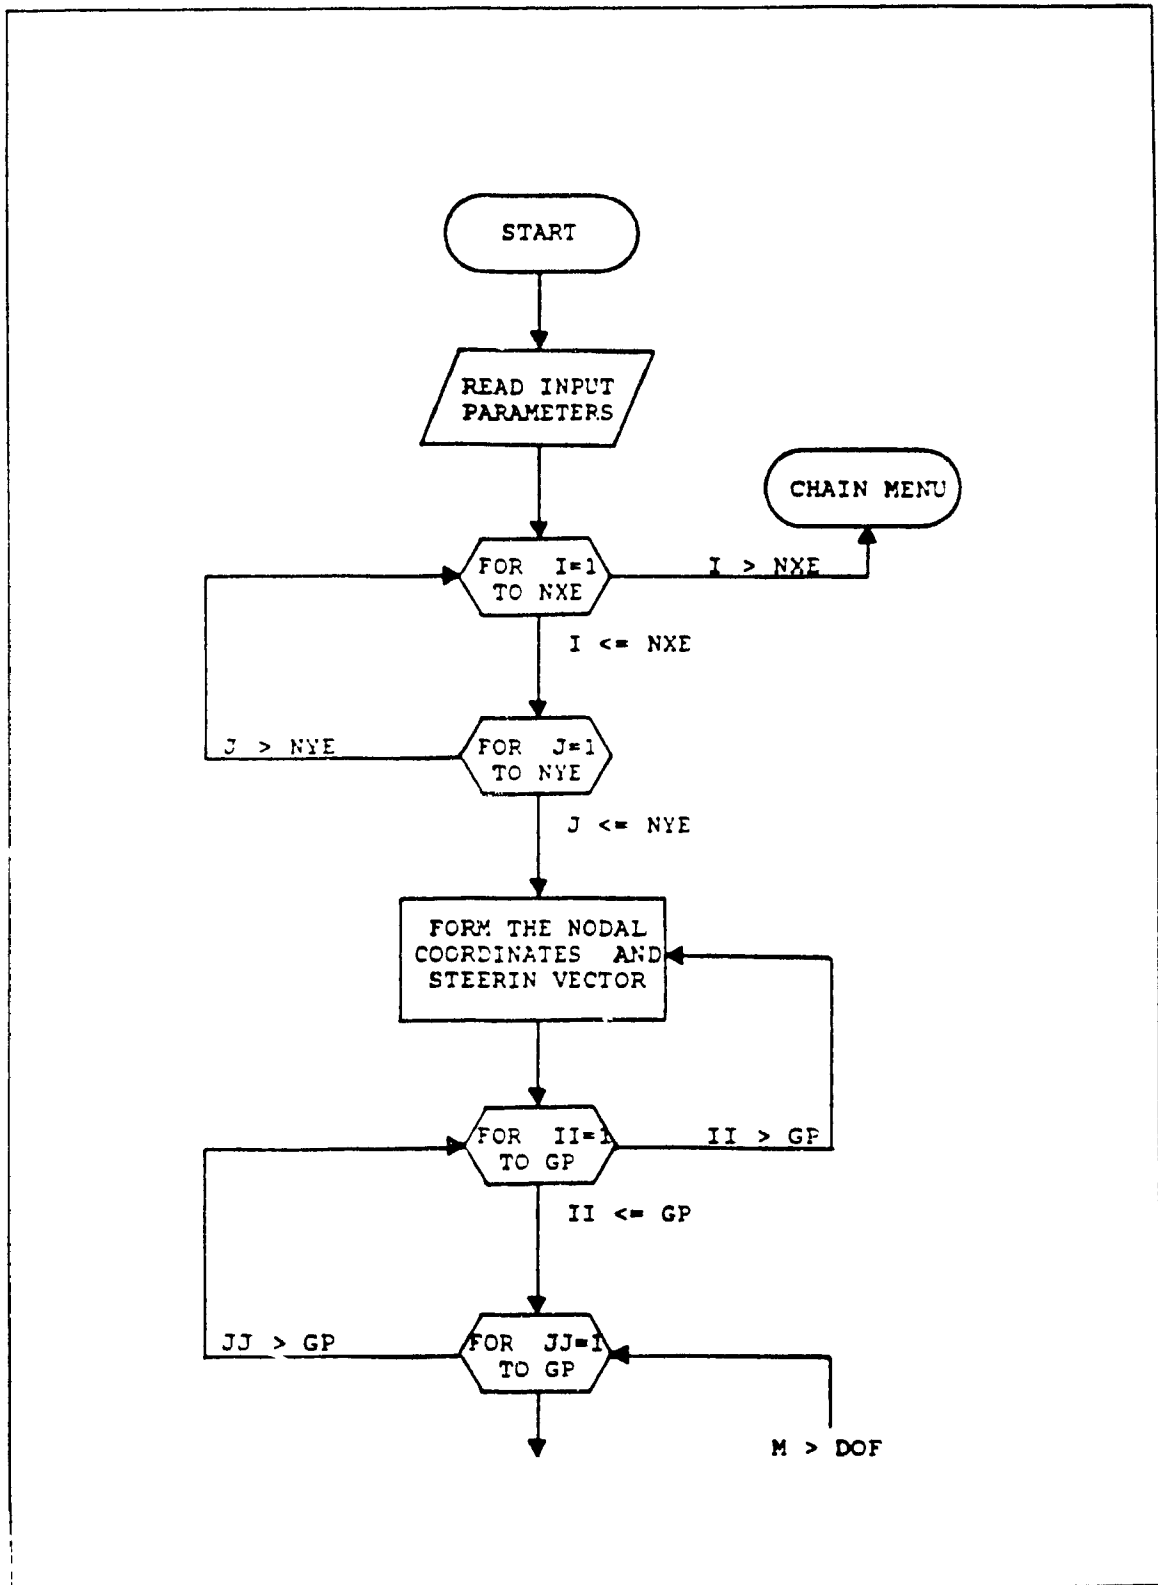 START
READ INPUT
PARAMETERS
CHAIN MENU
FOR I=1
TO NXE
I > NXE
I <= NXE
FOR J=1
TO NYE
J > NYE
J <= NYE
FORM THE NODAL
COORDINATES AND
STEERIN VECTOR
FOR II=1
TO GP
II > GP
II <= GP
FOR JJ=1
TO GP
JJ > GP
M > DOF